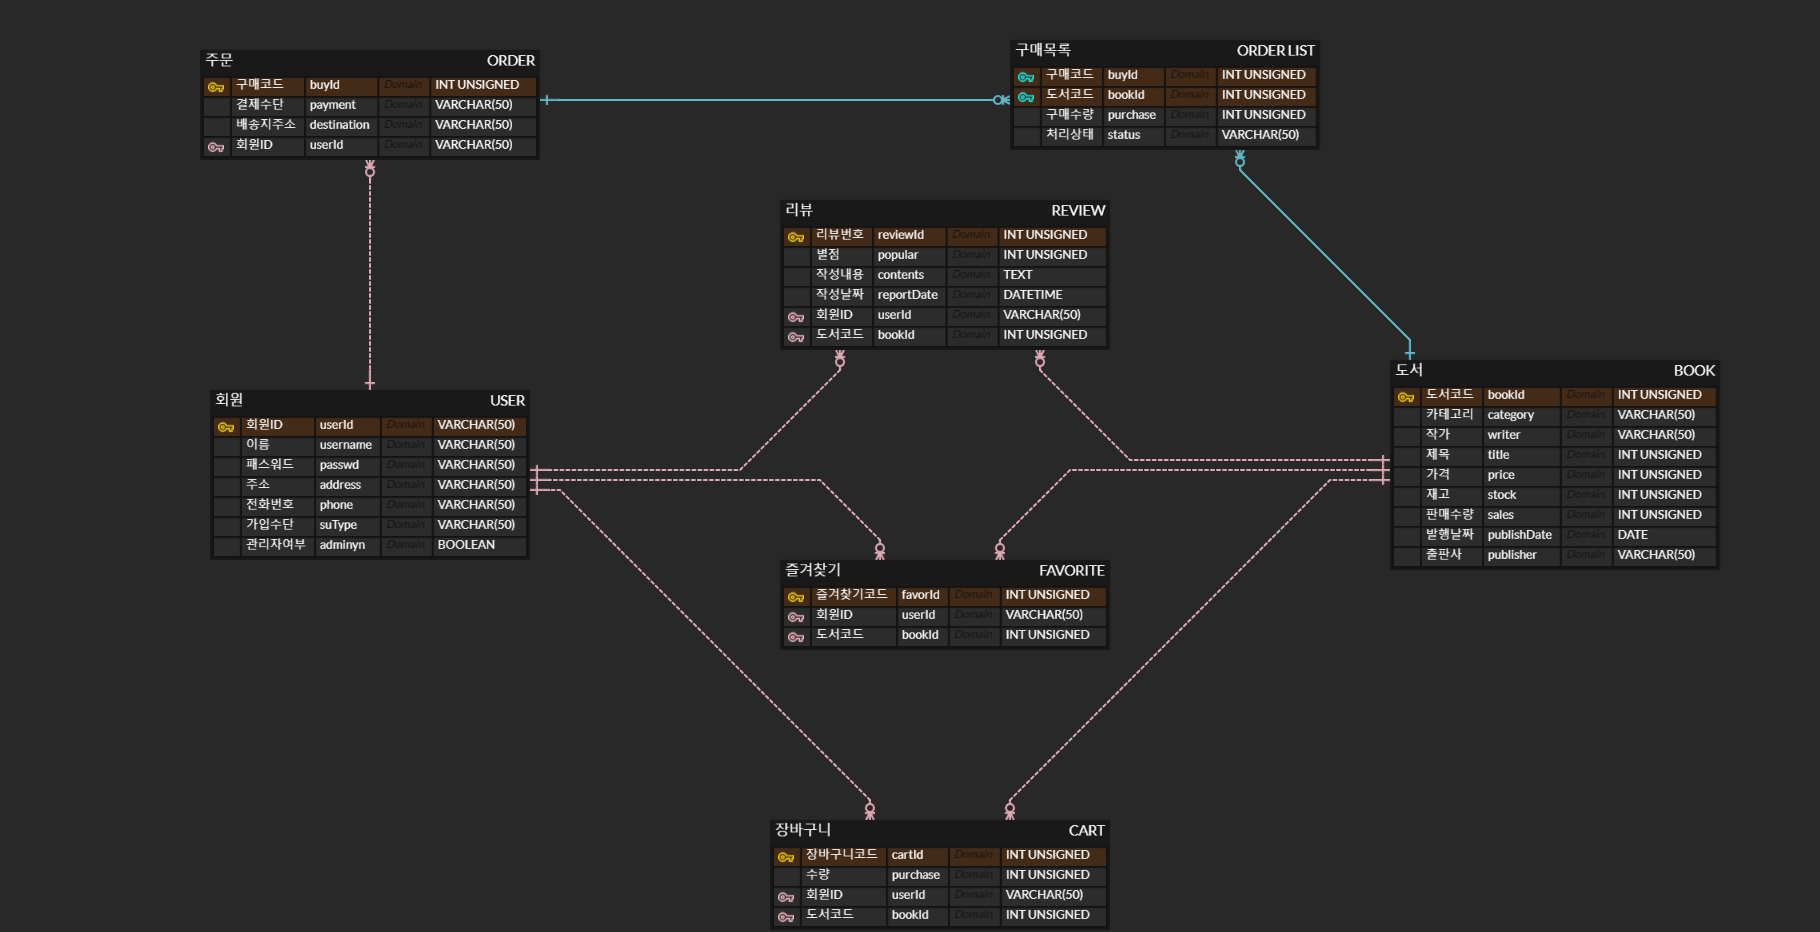 주문 ORDER
구매코드 buyId Domain INT UNSIGNED
결제수단 payment Domain VARCHAR(50)
배송지주소 destination Domain VARCHAR(50)
회원ID userId Domain VARCHAR(50)
구매목록 ORDER LIST
구매코드 buyId Domain INT UNSIGNED
도서코드 bookId Domain INT UNSIGNED
구매수량 purchase Domain INT UNSIGNED
처리상태 status Domain VARCHAR(50)
리뷰 REVIEW
리뷰번호 reviewId Domain INT UNSIGNED
별점 popular Domain INT UNSIGNED
작성내용 contents Domain TEXT
작성날짜 reportDate Domain DATETIME
회원ID userId Domain VARCHAR(50)
도서코드 bookId Domain INT UNSIGNED
회원 USER
회원ID userId Domain VARCHAR(50)
이름 username Domain VARCHAR(50)
패스워드 passwd Domain VARCHAR(50)
주소 address Domain VARCHAR(50)
전화번호 phone Domain VARCHAR(50)
가입수단 suType Domain VARCHAR(50)
관리자여부 adminyn Domain BOOLEAN
도서 BOOK
도서코드 bookId Domain INT UNSIGNED
카테고리 category Domain VARCHAR(50)
작가 writer Domain VARCHAR(50)
제목 title Domain INT UNSIGNED
가격 price Domain INT UNSIGNED
재고 stock Domain INT UNSIGNED
판매수량 sales Domain INT UNSIGNED
발행날짜 publishDate Domain DATE
출판사 publisher Domain VARCHAR(50)
즐겨찾기 FAVORITE
즐겨찾기코드 favorId Domain INT UNSIGNED
회원ID userId Domain VARCHAR(50)
도서코드 bookId Domain INT UNSIGNED
장바구니 CART
장바구니코드 cartId Domain INT UNSIGNED
수량 purchase Domain INT UNSIGNED
회원ID userId Domain VARCHAR(50)
도서코드 bookId Domain INT UNSIGNED